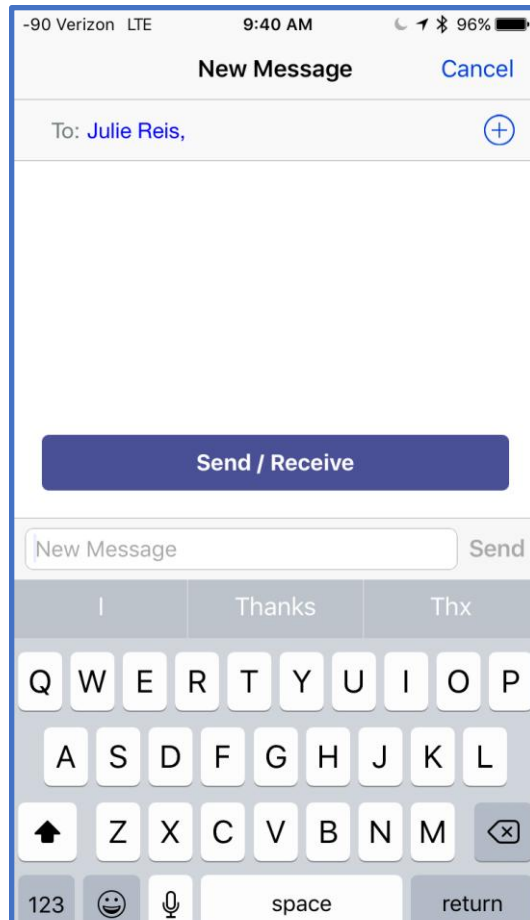 -90 Verizon LTE 9:40 AM 96%
New Message Cancel
To: Julie Reis,
Send / Receive
New Message Send
I Thanks Thx
Q W E R T Y U I O P
A S D F G H J K L
Z X C V B N M
123 space return